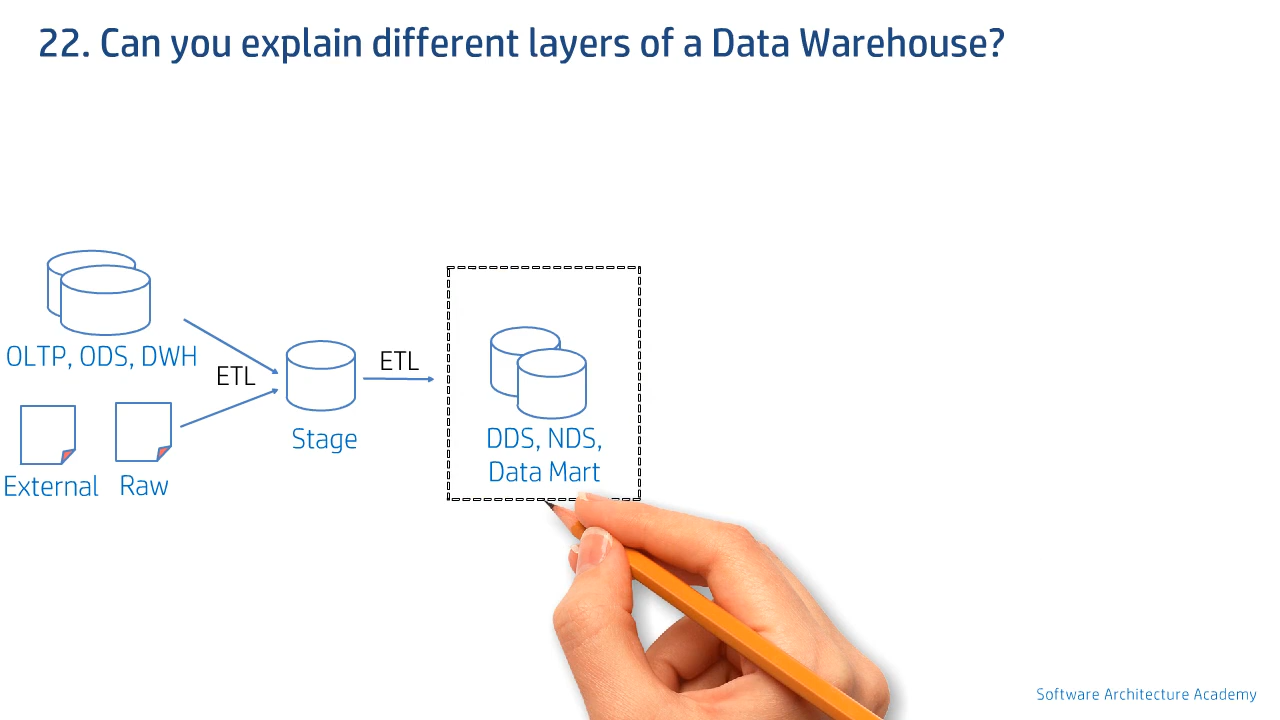 22. Can you explain different layers of a Data Warehouse?
OLTP, ODS, DWH
ETL
ETL
Stage
DDS, NDS,
Data Mart
External
Raw
Software Architecture Academy